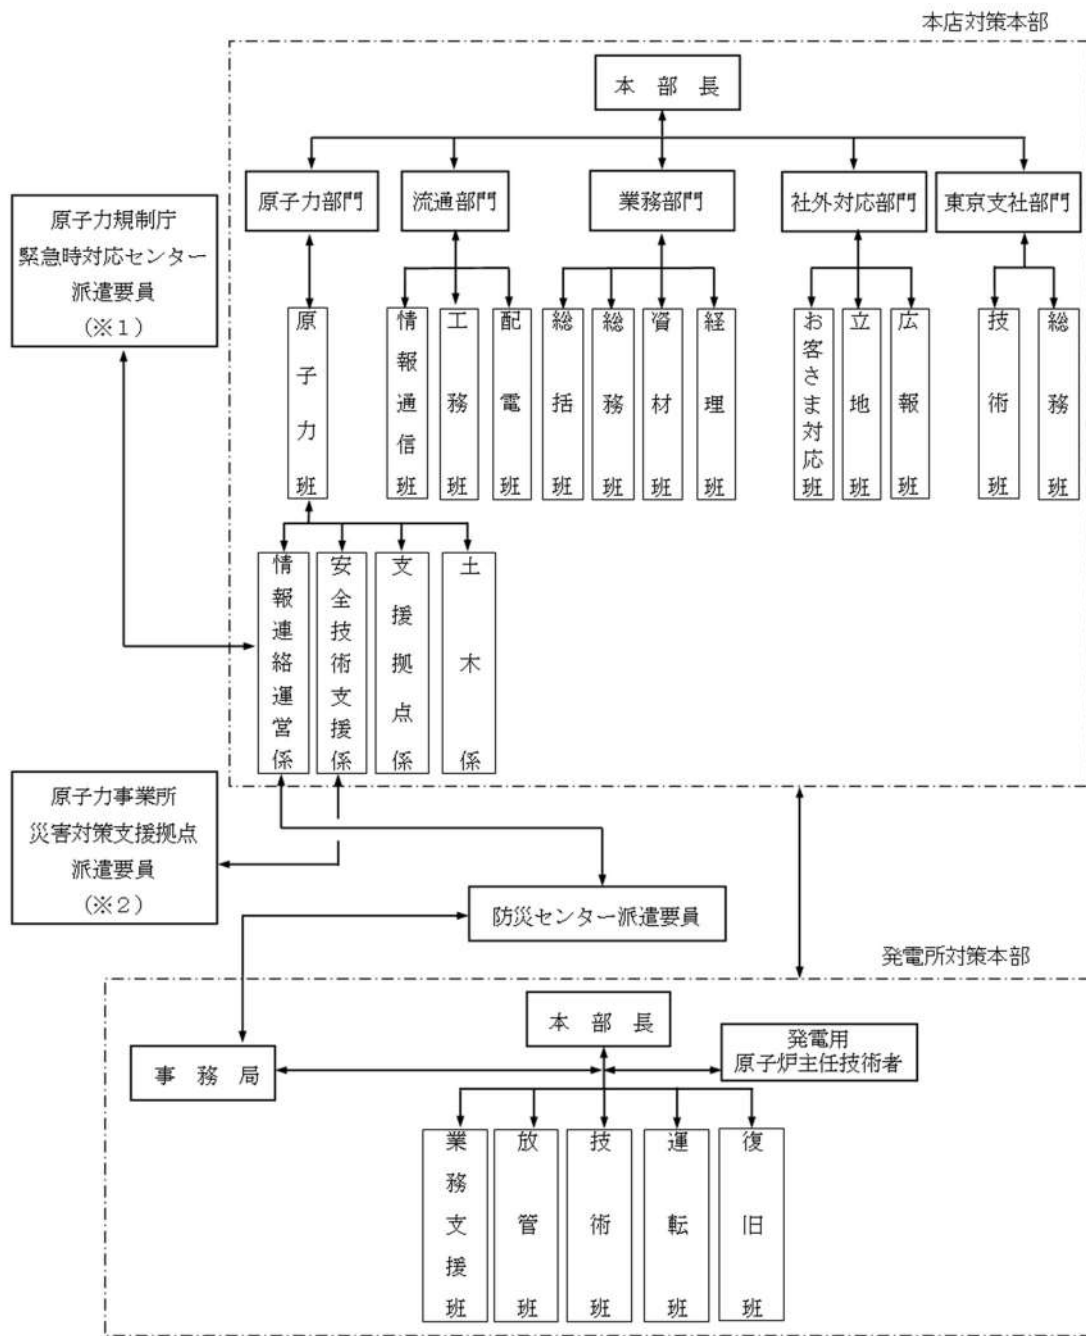 本店対策本部
本部長
原子力部門
流通部門
業務部門
社外対応部門
東京支社部門
原子力規制庁
緊急時対応センター
派遣要員
(※1)
原子力班
情報通信班
工務班
配電班
総括班
総務班
資材班
経理班
お客さま対応班
立地班
広報班
技術班
総務班
情報連絡運営係
安全技術支援係
支援拠点係
土木係
原子力事業所
災害対策支援拠点
派遣要員
(※2)
防災センター派遣要員
発電所対策本部
本部長
事務局
発電用
原子炉主任技術者
業務支援班
放管班
技術班
運転班
復旧班